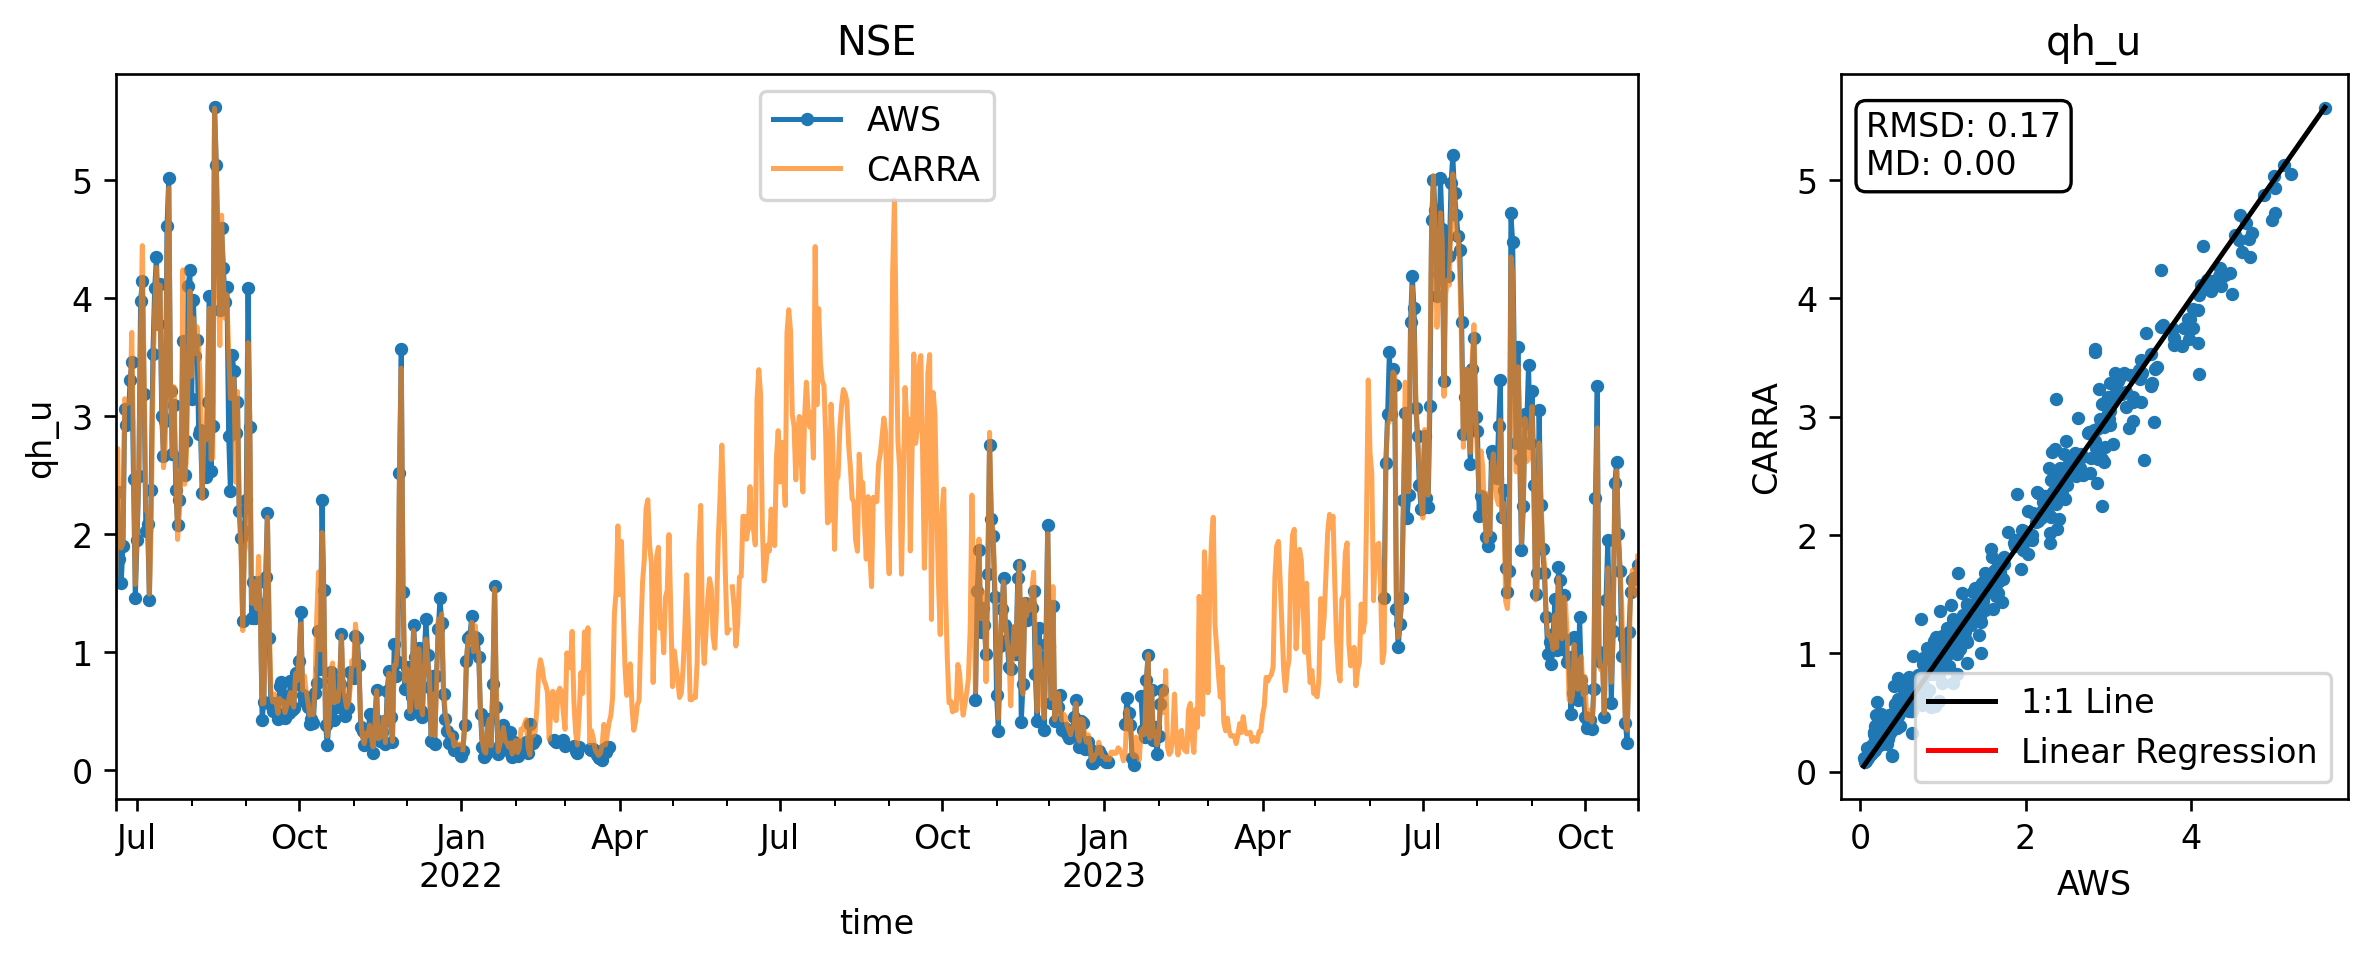 NSE
AWS
CARRA
qh_u
5
4
3
2
1
0
Jul
Oct
Jan
2022
Apr
Jul
Oct
Jan
2023
Apr
Jul
Oct
time
qh_u
RMSD: 0.17
MD: 0.00
CARRA
5
4
3
2
1
0
1:1 Line
Linear Regression
0
2
4
AWS